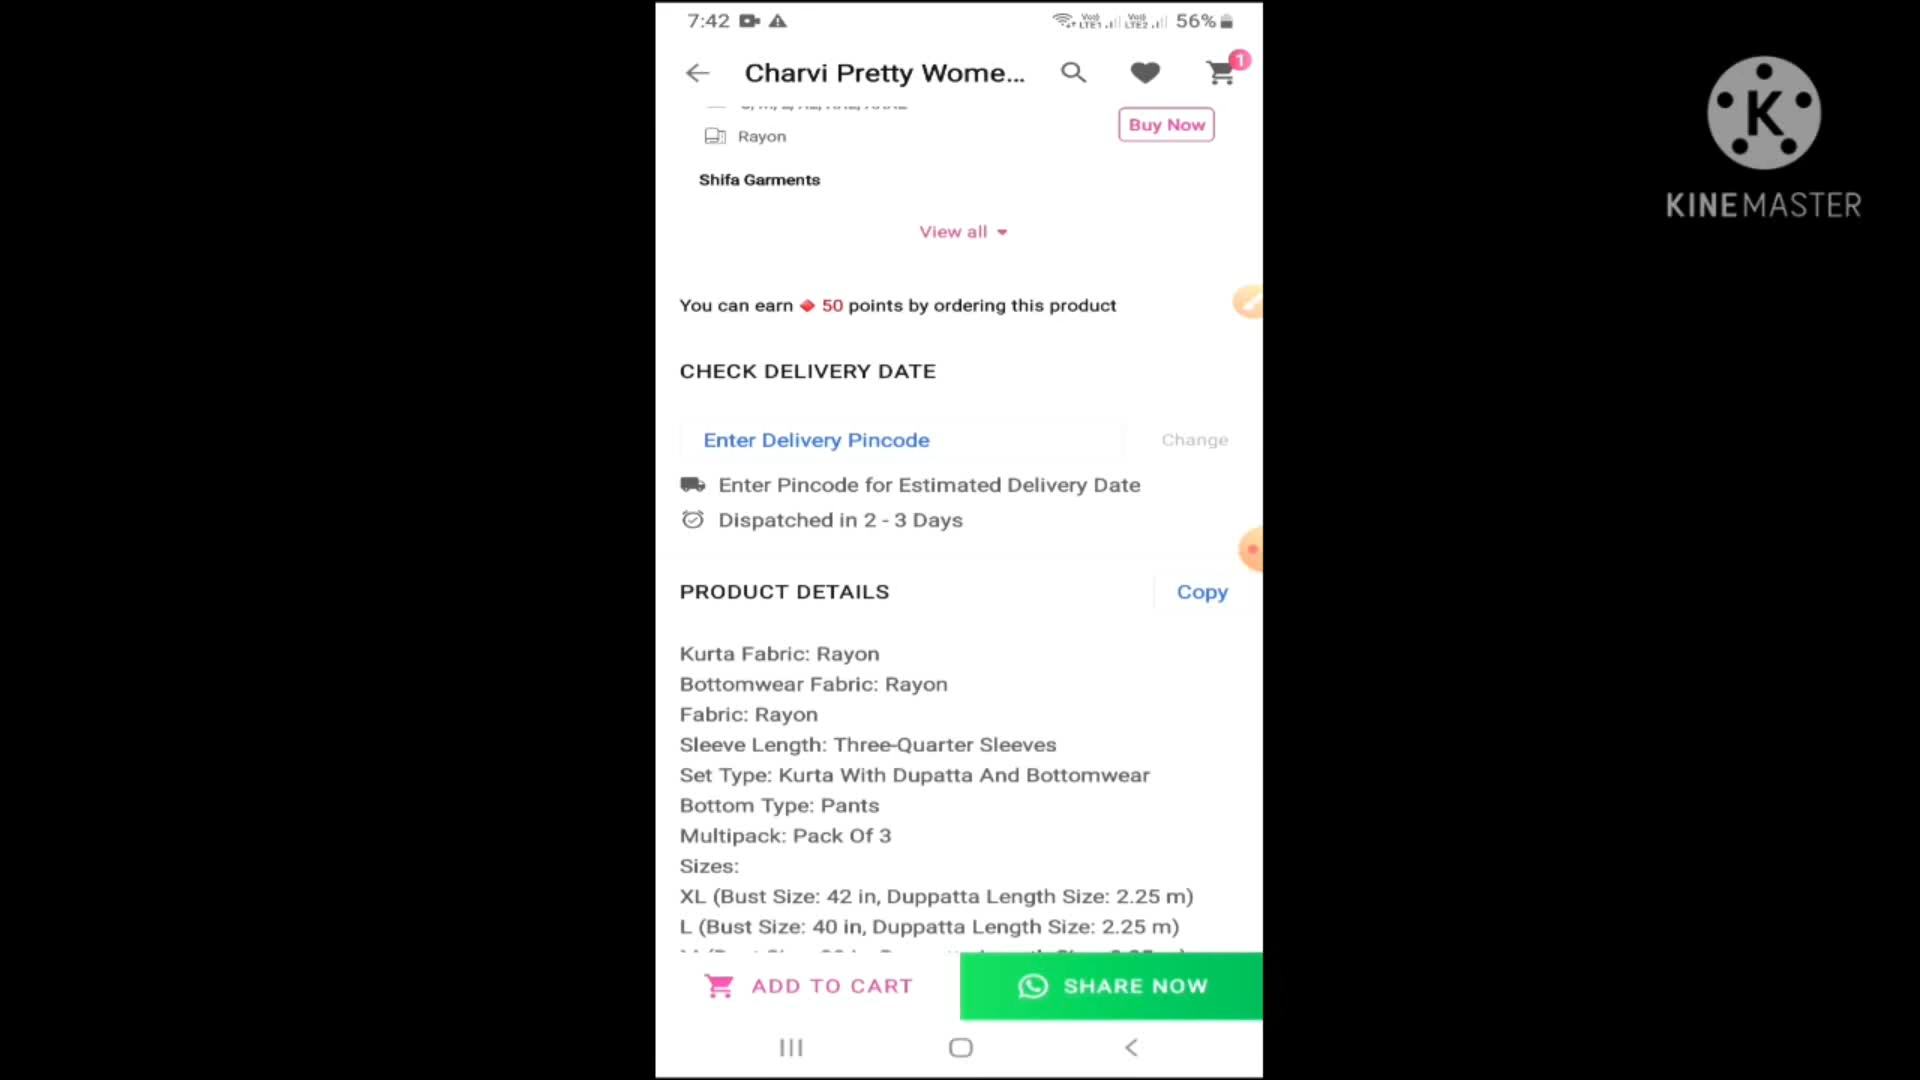 7:42
Vo)) LTE1 Vo)) LTE2 56%
Charvi Pretty Wome...
1
Rayon
Buy Now
Shifa Garments
View all
You can earn 50 points by ordering this product
CHECK DELIVERY DATE
Enter Delivery Pincode
Change
Enter Pincode for Estimated Delivery Date
Dispatched in 2 - 3 Days
PRODUCT DETAILS
Copy
Kurta Fabric: Rayon
Bottomwear Fabric: Rayon
Fabric: Rayon
Sleeve Length: Three-Quarter Sleeves
Set Type: Kurta With Dupatta And Bottomwear
Bottom Type: Pants
Multipack: Pack Of 3
Sizes:
XL (Bust Size: 42 in, Duppatta Length Size: 2.25 m)
L (Bust Size: 40 in, Duppatta Length Size: 2.25 m)
ADD TO CART
SHARE NOW
K
KINEMASTER